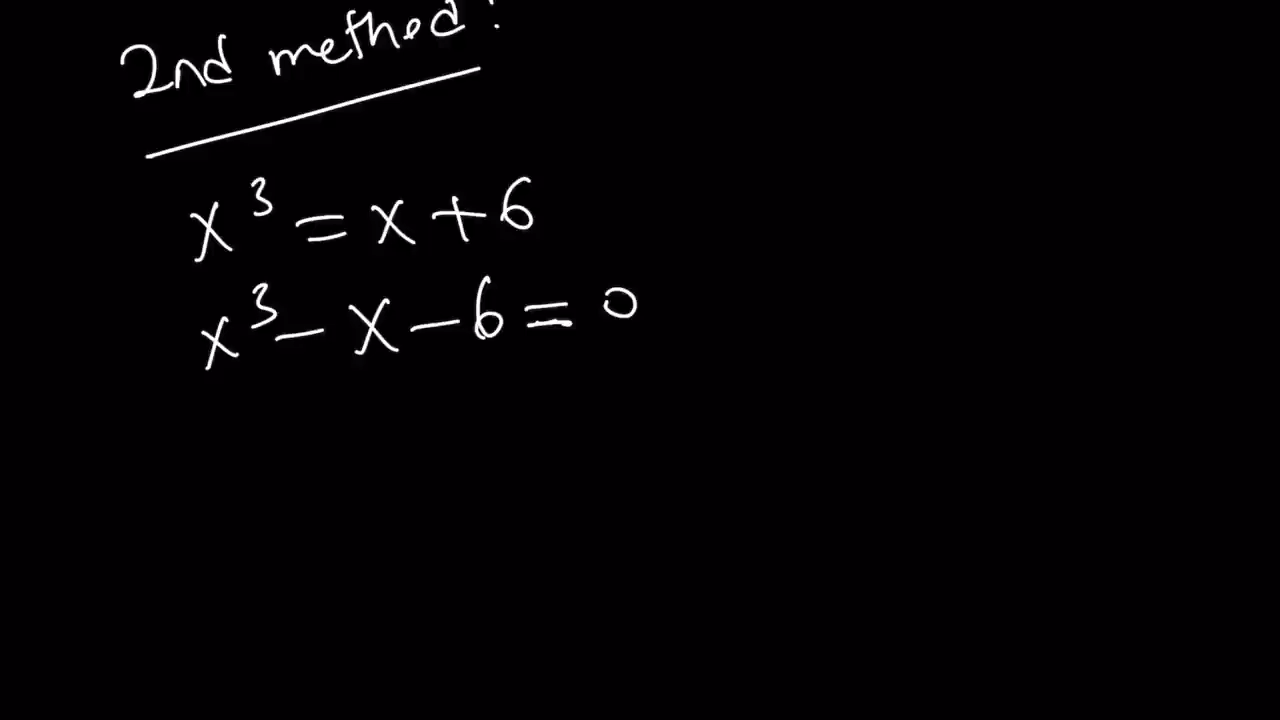 2nd method:
x³ = x + 6
x³ - x - 6 = 0